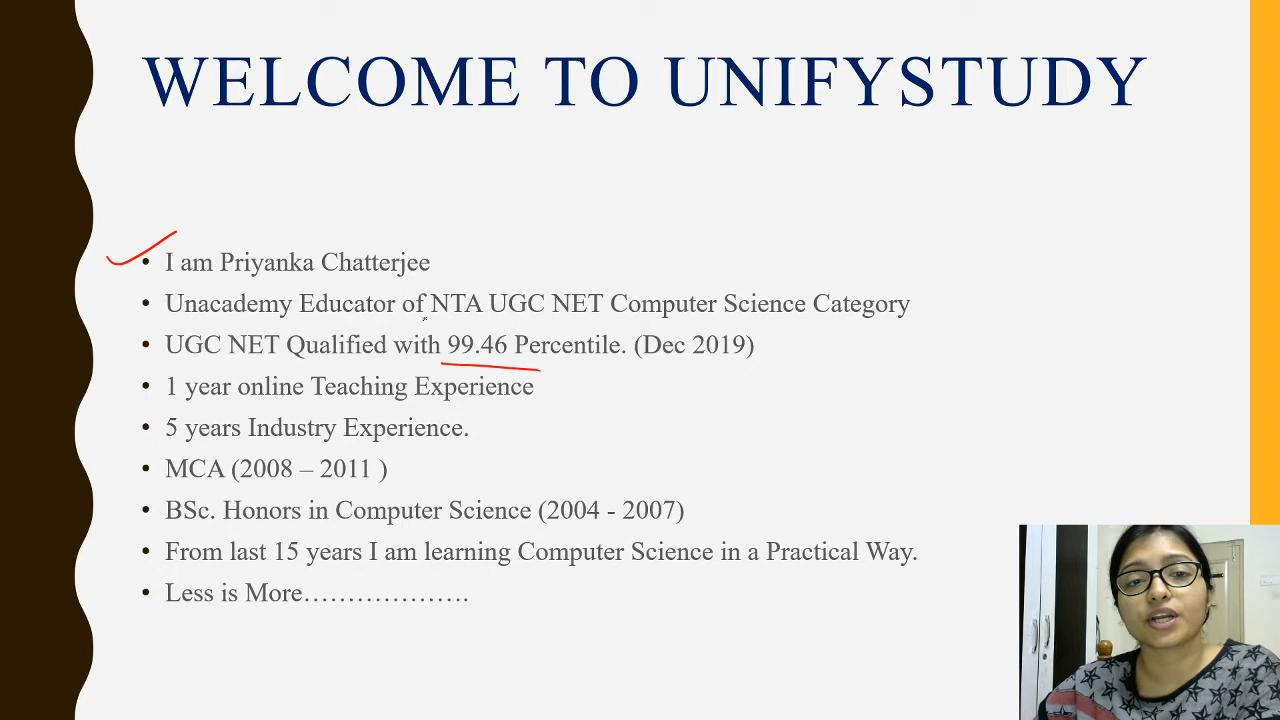 WELCOME TO UNIFYSTUDY
• I am Priyanka Chatterjee
• Unacademy Educator of NTA UGC NET Computer Science Category
• UGC NET Qualified with 99.46 Percentile. (Dec 2019)
• 1 year online Teaching Experience
• 5 years Industry Experience.
• MCA (2008 – 2011 )
• BSc. Honors in Computer Science (2004 - 2007)
• From last 15 years I am learning Computer Science in a Practical Way.
• Less is More……………….